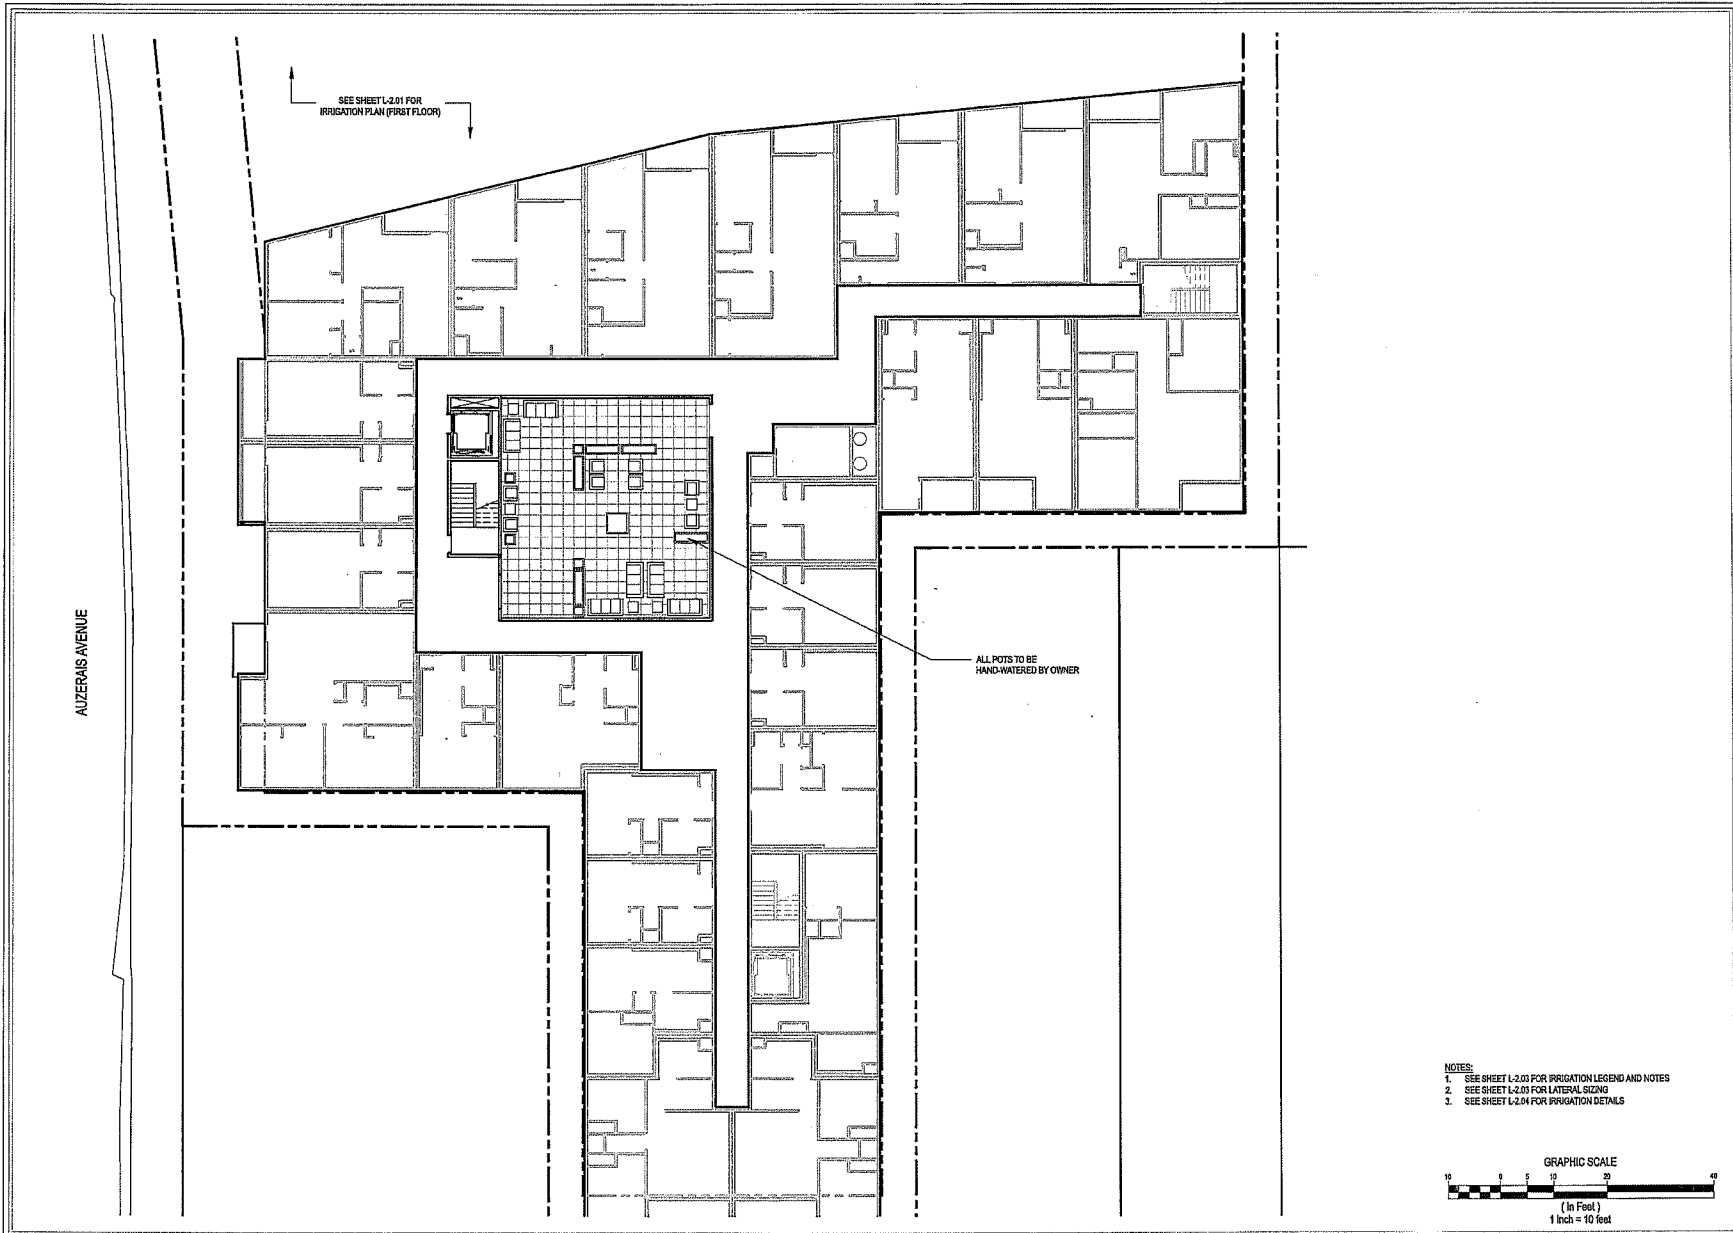 SEE SHEET L-2.01 FOR
IRRIGATION PLAN (FIRST FLOOR)
AUZERAIS AVENUE
ALL POTS TO BE
HAND-WATERED BY OWNER
NOTES:
1. SEE SHEET L-2.03 FOR IRRIGATION LEGEND AND NOTES
2. SEE SHEET L-2.03 FOR LATERAL SIZING
3. SEE SHEET L-2.04 FOR IRRIGATION DETAILS
GRAPHIC SCALE
10 0 5 10 20 40
( In Feet )
1 inch = 10 feet